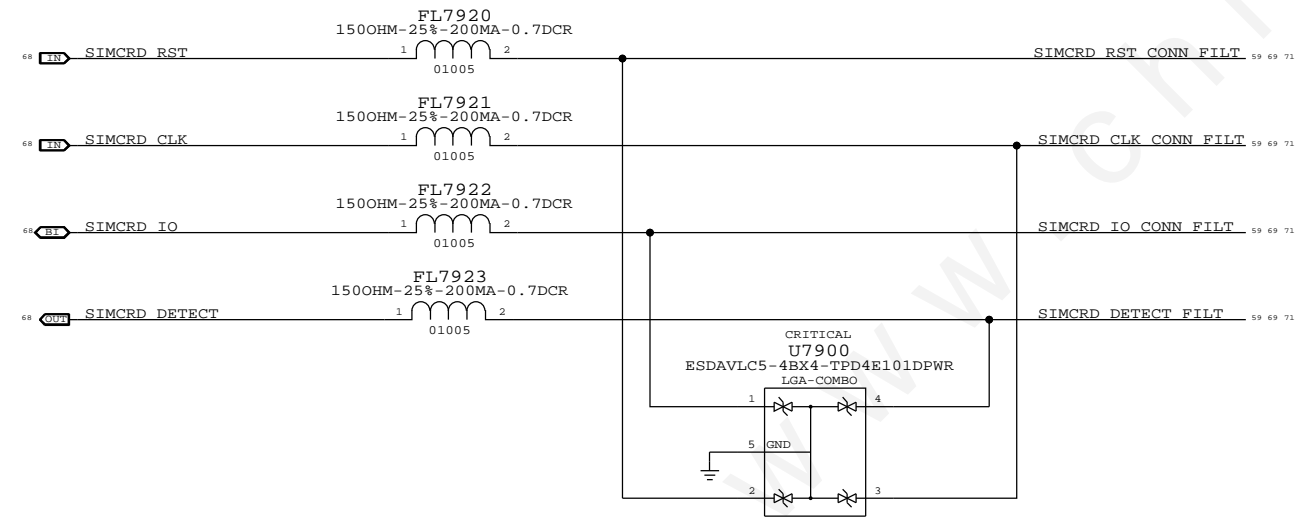 FL7920
150OHM-25%-200MA-0.7DCR
68 IN SIMCRD RST 1 2 SIMCRD RST CONN FILT 59 69 71
01005
FL7921
150OHM-25%-200MA-0.7DCR
68 IN SIMCRD CLK 1 2 SIMCRD CLK CONN FILT 59 69 71
01005
FL7922
150OHM-25%-200MA-0.7DCR
68 BI SIMCRD IO 1 2 SIMCRD IO CONN FILT 59 69 71
01005
FL7923
150OHM-25%-200MA-0.7DCR
68 OUT SIMCRD DETECT 1 2 SIMCRD DETECT FILT 59 69 71
01005
CRITICAL
U7900
ESDAVLC5-4BX4-TPD4E101DPWR
LGA-COMBO
1 4
5 GND
2 3
www.chi